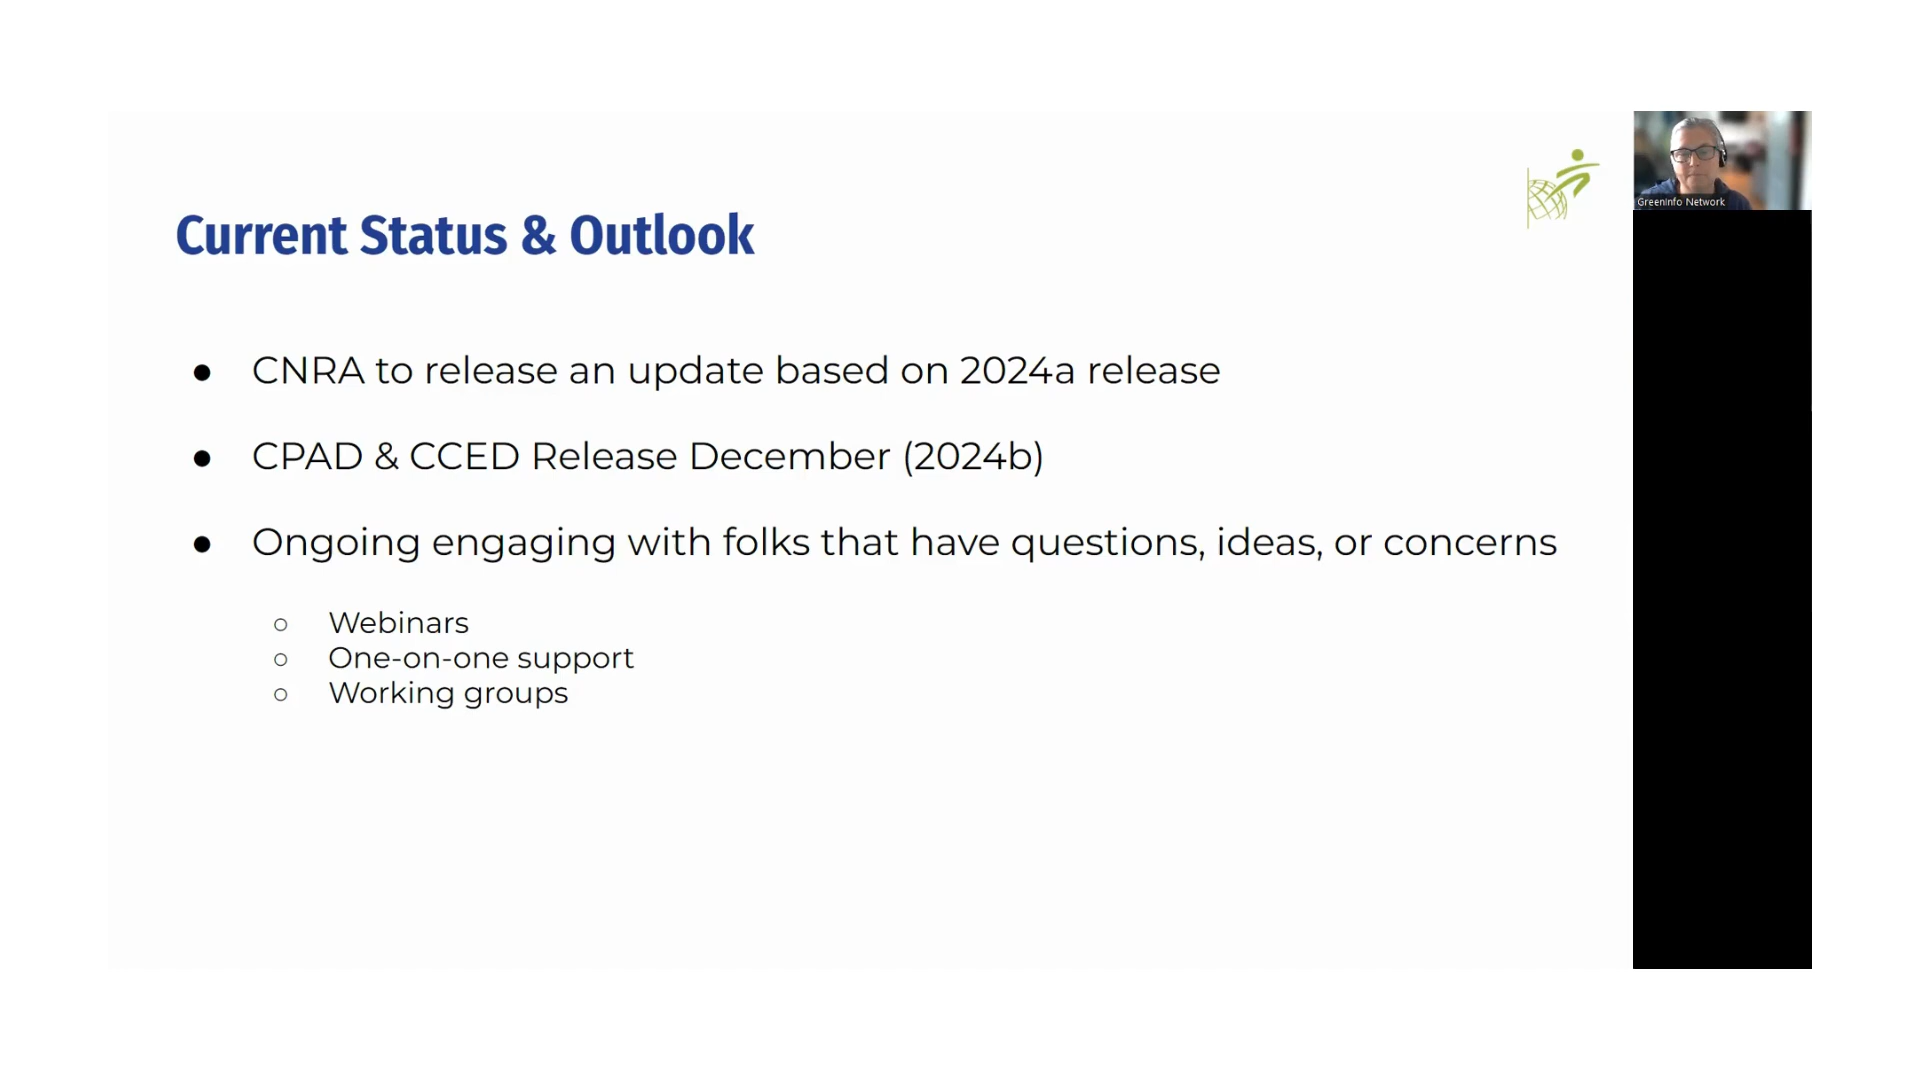 Current Status & Outlook
● CNRA to release an update based on 2024a release
● CPAD & CCED Release December (2024b)
● Ongoing engaging with folks that have questions, ideas, or concerns
○ Webinars
○ One-on-one support
○ Working groups
GreenInfo Network